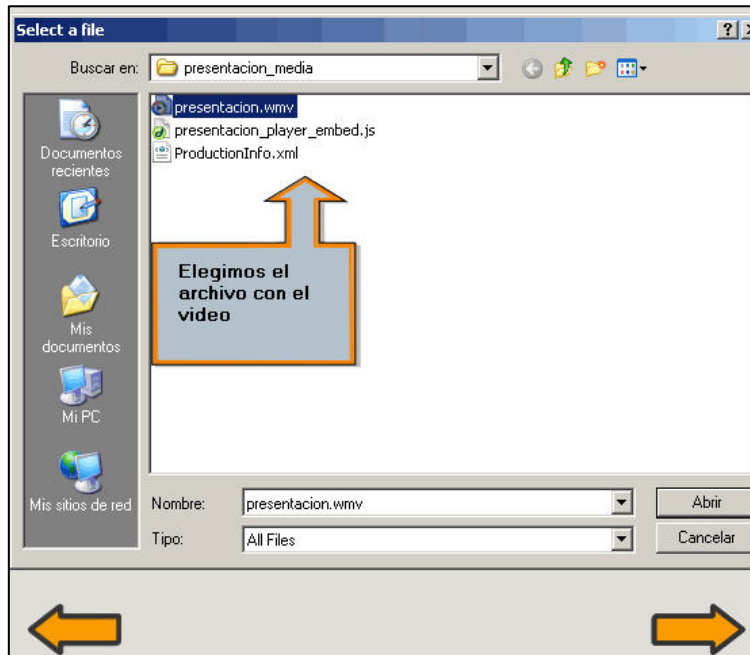 Select a file
Buscar en:
presentacion_media
presentacion.wmv
presentacion_player_embed.js
ProductionInfo.xml
Documentos
recientes
Escritorio
Mis
documentos
Mi PC
Mis sitios de red
Elegimos el
archivo con el
video
Nombre:
presentacion.wmv
Abrir
Tipo:
All Files
Cancelar